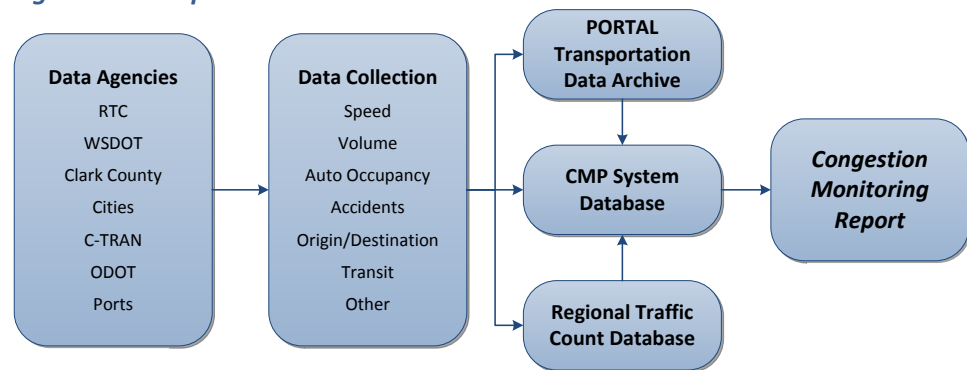 Data Agencies
RTC
WSDOT
Clark County
Cities
C-TRAN
ODOT
Ports
Data Collection
Speed
Volume
Auto Occupancy
Accidents
Origin/Destination
Transit
Other
PORTAL
Transportation
Data Archive
CMP System
Database
Regional Traffic
Count Database
Congestion
Monitoring
Report